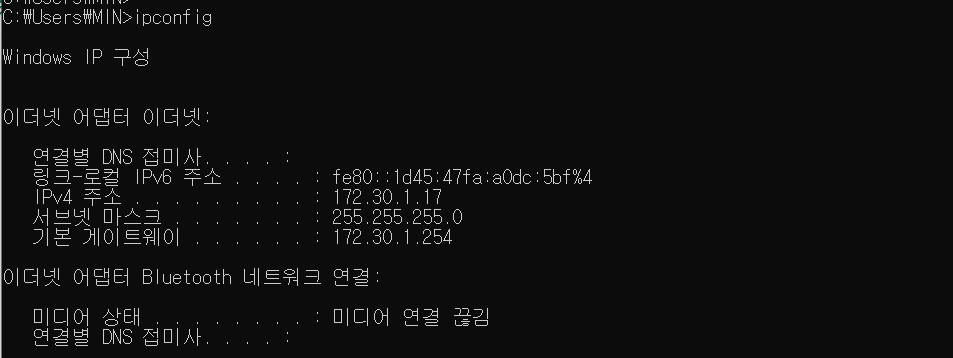 C:₩Users₩MIN>
C:₩Users₩MIN>ipconfig
Windows IP 구성
이더넷 어댑터 이더넷:
연결별 DNS 접미사. . . . :
링크-로컬 IPv6 주소 . . . . : fe80::1d45:47fa:a0dc:5bf%4
IPv4 주소 . . . . . . . . . : 172.30.1.17
서브넷 마스크 . . . . . . . : 255.255.255.0
기본 게이트웨이 . . . . . . : 172.30.1.254
이더넷 어댑터 Bluetooth 네트워크 연결:
미디어 상태 . . . . . . . . : 미디어 연결 끊김
연결별 DNS 접미사. . . . :